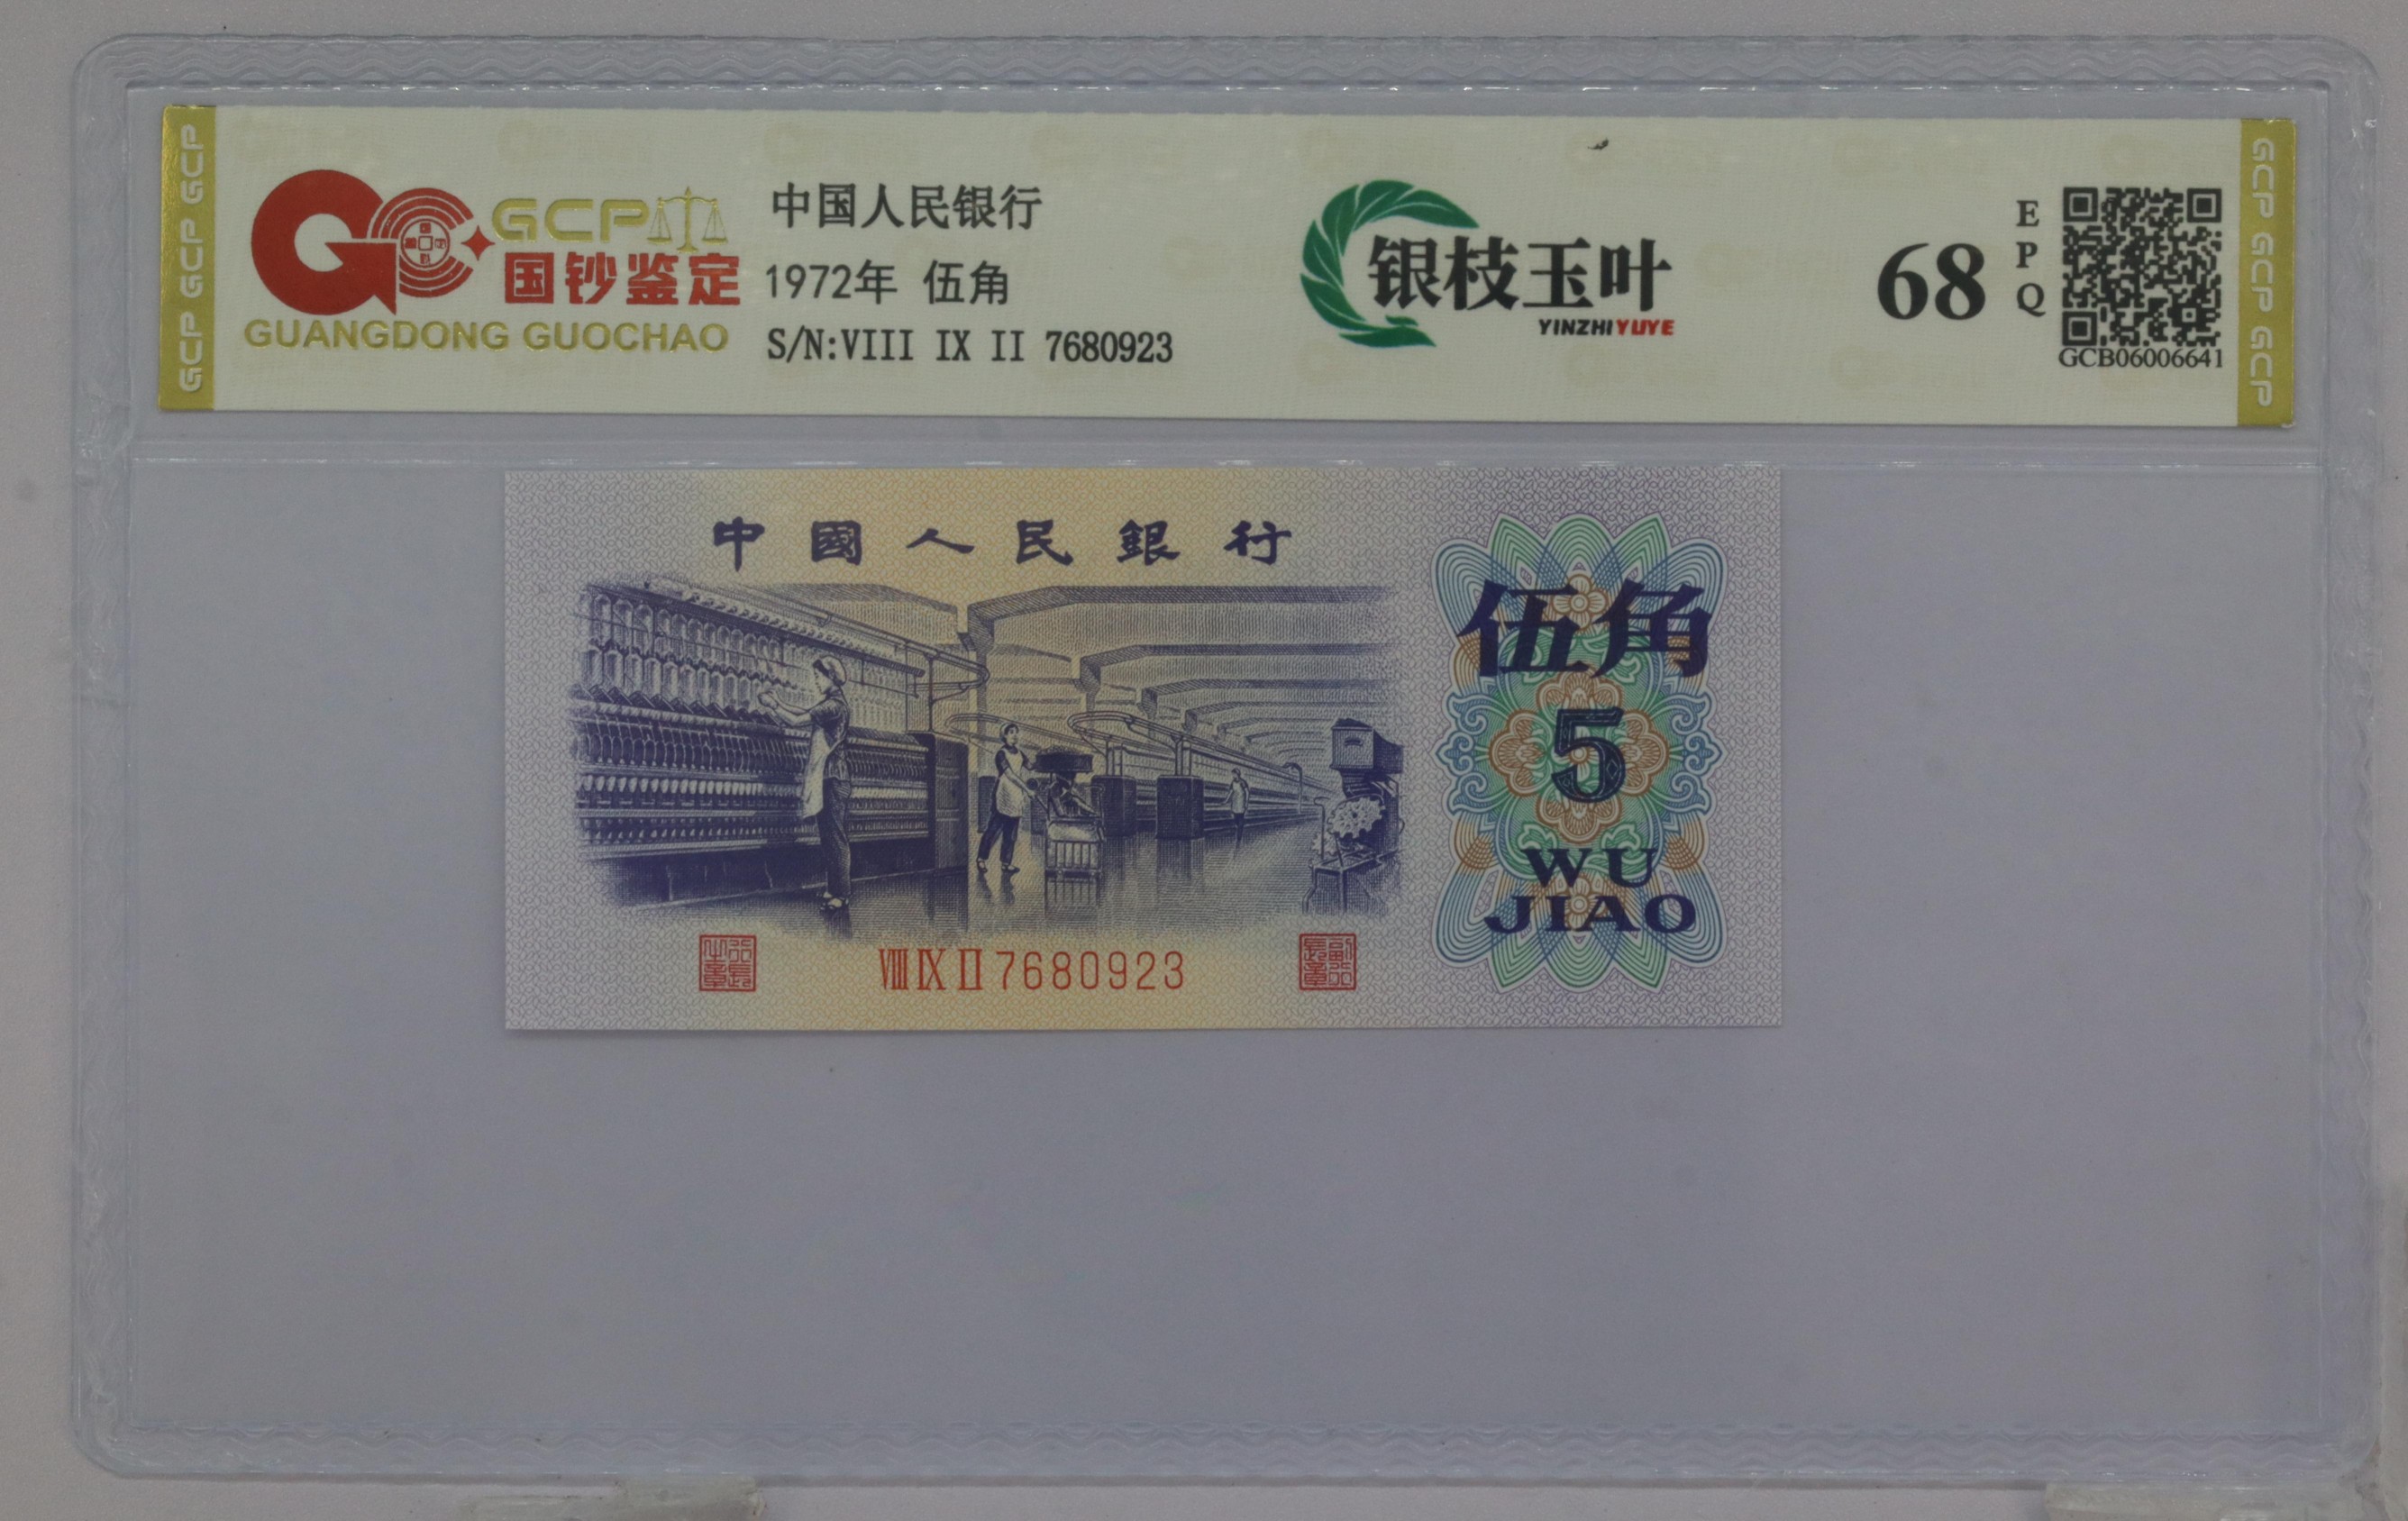 GCP GCP GCP
GCP
国钞鉴定
GUANGDONG GUOCHAO
中国人民银行
1972年 伍角
S/N:VIII IX II 7680923
银枝玉叶
YINZHIYUYE
68
E
P
Q
GCB06006641
GCP GCP GCP
中國人民銀行
伍角
5
WU
JIAO
VIII IX II 7680923